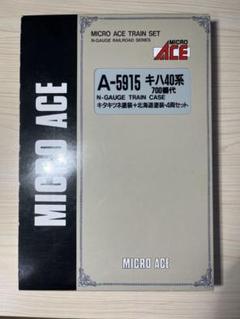 MICRO ACE TRAIN SET
N-GAUGE RAILROAD SERIES
MICRO
ACE
A-5915 キハ40系
700番代
N-GAUGE TRAIN CASE
キタキツネ塗装+北海道塗装・4両セット
MICRO ACE
MICRO ACE